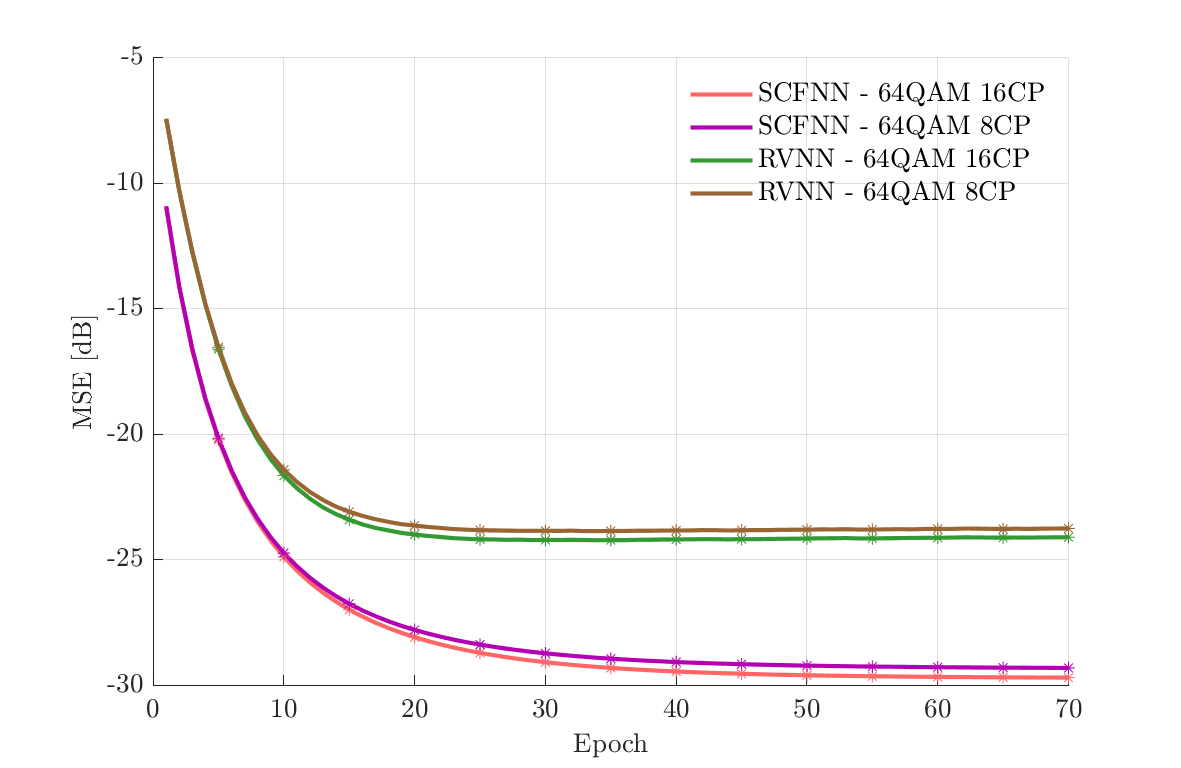 -5
-10
-15
-20
-25
-30
MSE [dB]
SCFNN - 64QAM 16CP
SCFNN - 64QAM 8CP
RVNN - 64QAM 16CP
RVNN - 64QAM 8CP
0 10 20 30 40 50 60 70
Epoch